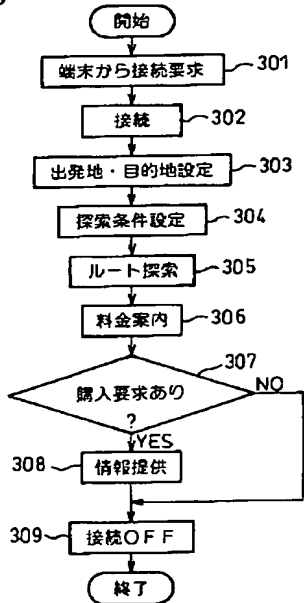 開始
端末から接続要求
301
接続
302
出発地・目的地設定
303
探索条件設定
304
ルート探索
305
料金案内
306
307
購入要求あり
?
NO
YES
308
情報提供
309
接続OFF
終了